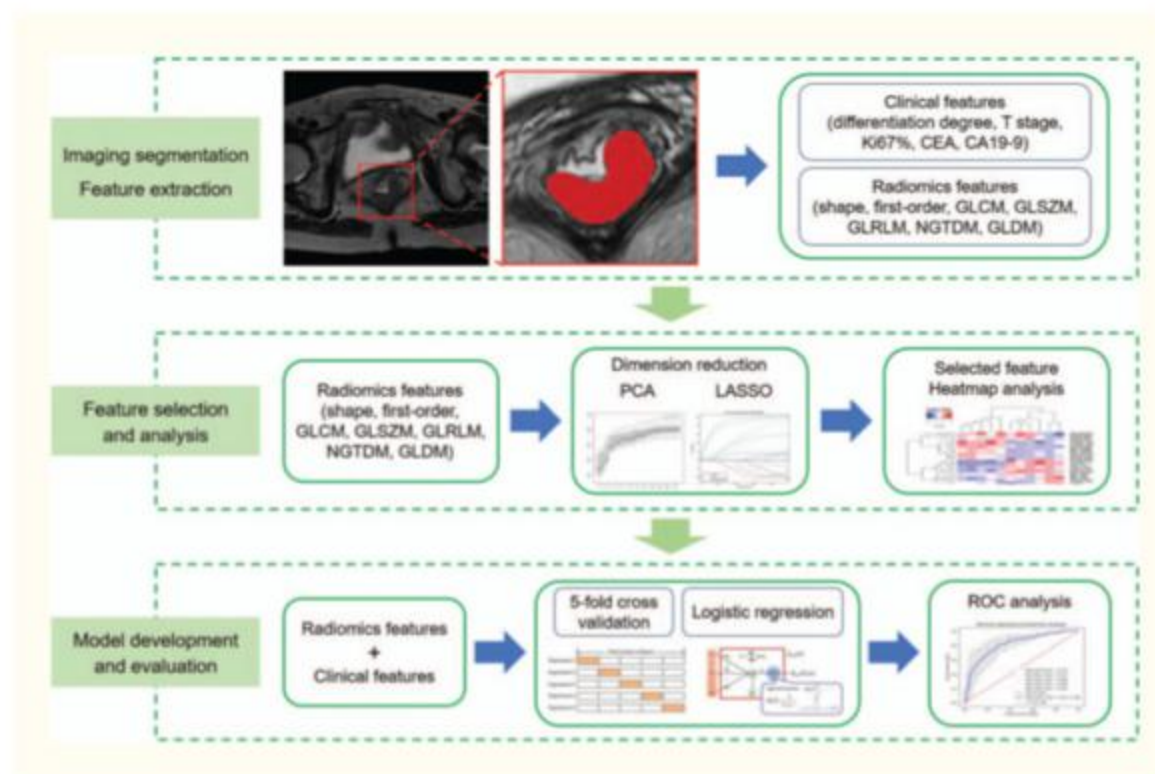 Imaging segmentation
Feature extraction
Clinical features
(differentiation degree, T stage,
Ki67%, CEA, CA19-9)
Radiomics features
(shape, first-order, GLCM, GLSZM,
GLRLM, NGTDM, GLDM)
Feature selection
and analysis
Radiomics features
(shape, first-order,
GLCM, GLSZM, GLRLM,
NGTDM, GLDM)
Dimension reduction
PCA LASSO
Selected feature
Heatmap analysis
Model development
and evaluation
Radiomics features
+
Clinical features
5-fold cross
validation
Logistic regression
ROC analysis